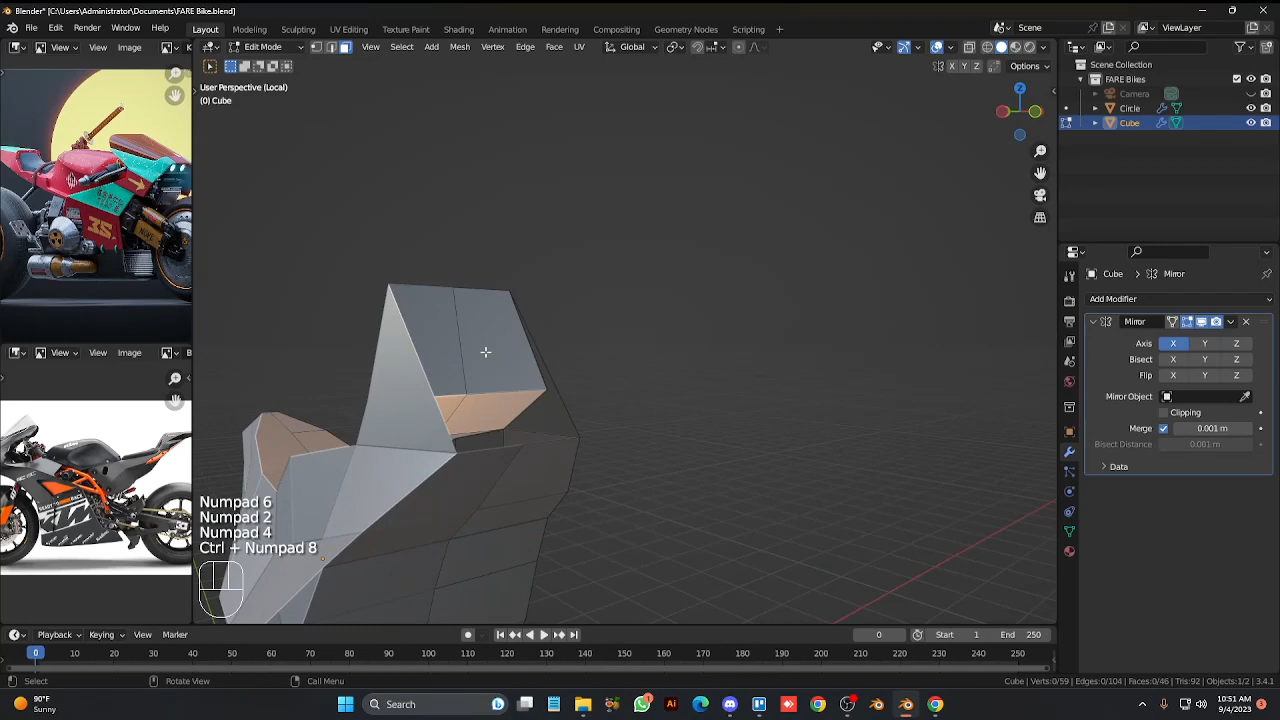 Blender* [C:\Users\Administrator\Documents\FARE Bike.blend]
File Edit Render Window Help
Layout Modeling Sculpting UV Editing Texture Paint Shading Animation Rendering Compositing Geometry Nodes Scripting +
Scene
ViewLayer
View View Image
Edit Mode View Select Add Mesh Vertex Edge Face UV Global
X Y Z Options
User Perspective (Local)
(0) Cube
Scene Collection
FARE Bikes
Camera
Circle
Cube
35.
Cube Mirror
Add Modifier
Mirror
Axis X Y Z
Bisect X Y Z
Flip X Y Z
Mirror Object
Clipping
Merge 0.001 m
Bisect Distance 0.001 m
Data
View View Image B
Numpad 6
Numpad 2
Numpad 4
Ctrl + Numpad 8
Playback Keying View Marker 0 Start 1 End 250
0 10 20 30 40 50 60 70 80 90 100 110 120 130 140 150 160 170 180 190 200 210 220 230 240 250
Select Rotate View Call Menu Cube | Verts:0/59 | Edges:0/104 | Faces:0/46 | Tris:92 | Objects:1/2 | 3.4.1
90°F
Sunny
Search
10:51 AM
9/4/2023